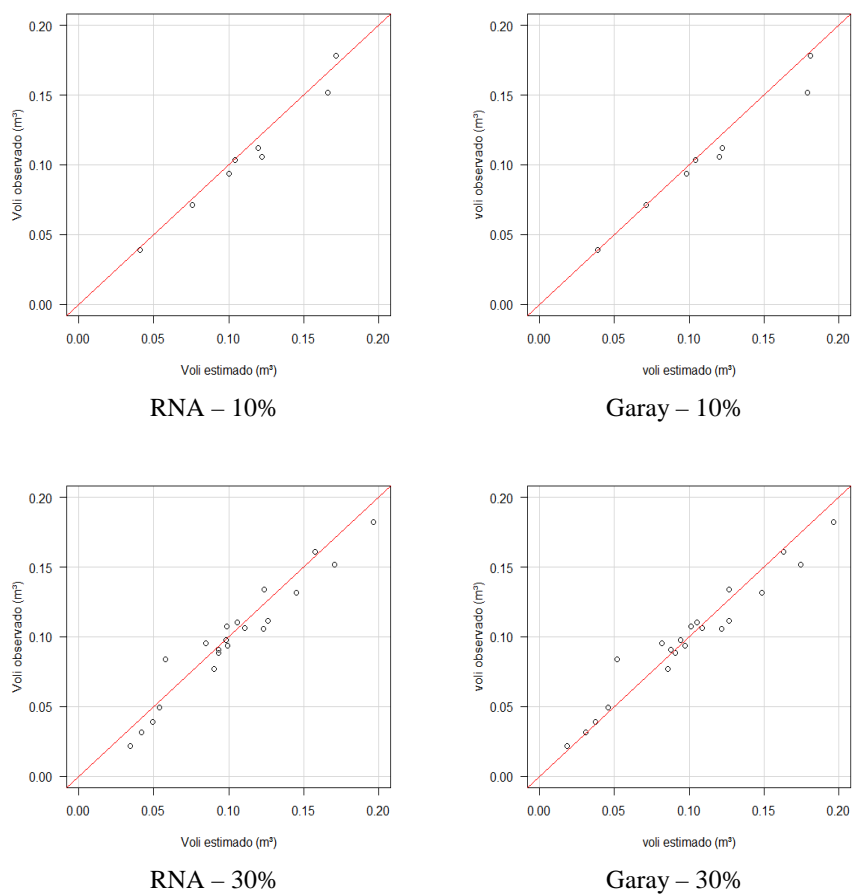 0.20
0.15
0.10
0.05
0.00
Voli observado (m³)
0.00 0.05 0.10 0.15 0.20
Voli estimado (m³)
RNA – 10%
0.20
0.15
0.10
0.05
0.00
voli observado (m³)
0.00 0.05 0.10 0.15 0.20
voli estimado (m³)
Garay – 10%
0.20
0.15
0.10
0.05
0.00
Voli observado (m³)
0.00 0.05 0.10 0.15 0.20
Voli estimado (m³)
RNA – 30%
0.20
0.15
0.10
0.05
0.00
voli observado (m³)
0.00 0.05 0.10 0.15 0.20
voli estimado (m³)
Garay – 30%